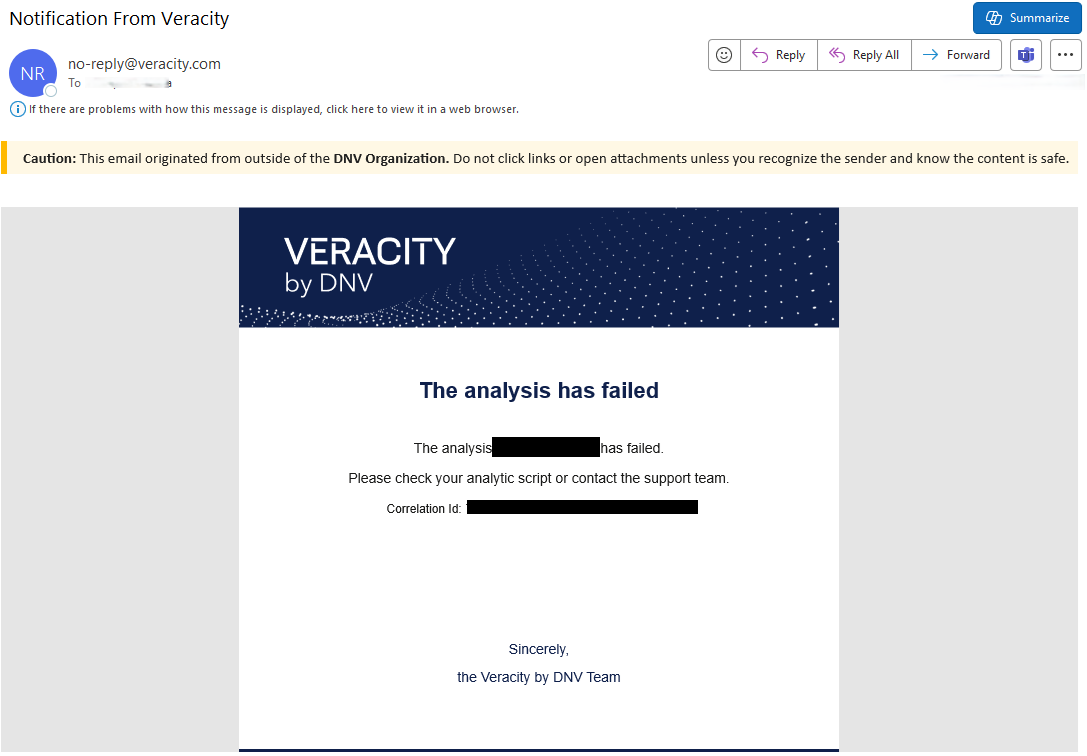 Notification From Veracity
Summarize
NR
no-reply@veracity.com
Reply
Reply All
Forward
To
If there are problems with how this message is displayed, click here to view it in a web browser.
Caution: This email originated from outside of the DNV Organization. Do not click links or open attachments unless you recognize the sender and know the content is safe.
VERACITY
by DNV
The analysis has failed
The analysis has failed.
Please check your analytic script or contact the support team.
Correlation Id:
Sincerely,
the Veracity by DNV Team